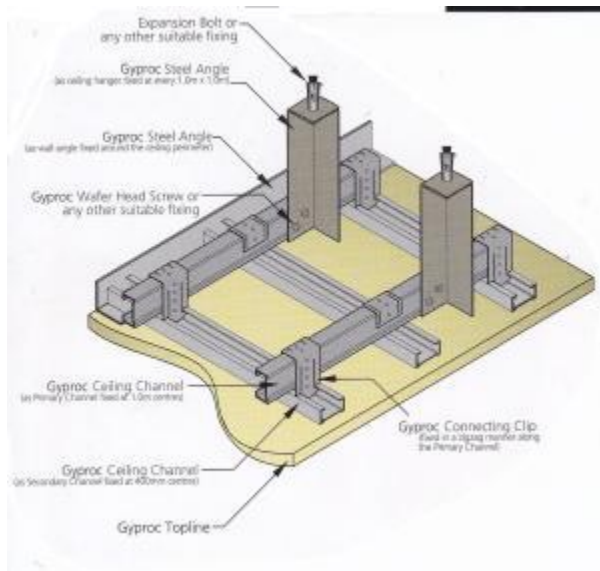 Expansion Bolt or
any other suitable fixing
Gyproc Steel Angle
(as ceiling hanger fixed at every 1.0m x 1.0m)
Gyproc Steel Angle
(as wall angle fixed around the ceiling perimeter)
Gyproc Wafer Head Screw or
any other suitable fixing
Gyproc Ceiling Channel
(as Primary Channel fixed at 1.0m centres)
Gyproc Connecting Clip
(fixed in a zigzag manner along
the Primary Channel)
Gyproc Ceiling Channel
(as Secondary Channel fixed at 400mm centres)
Gyproc Topline